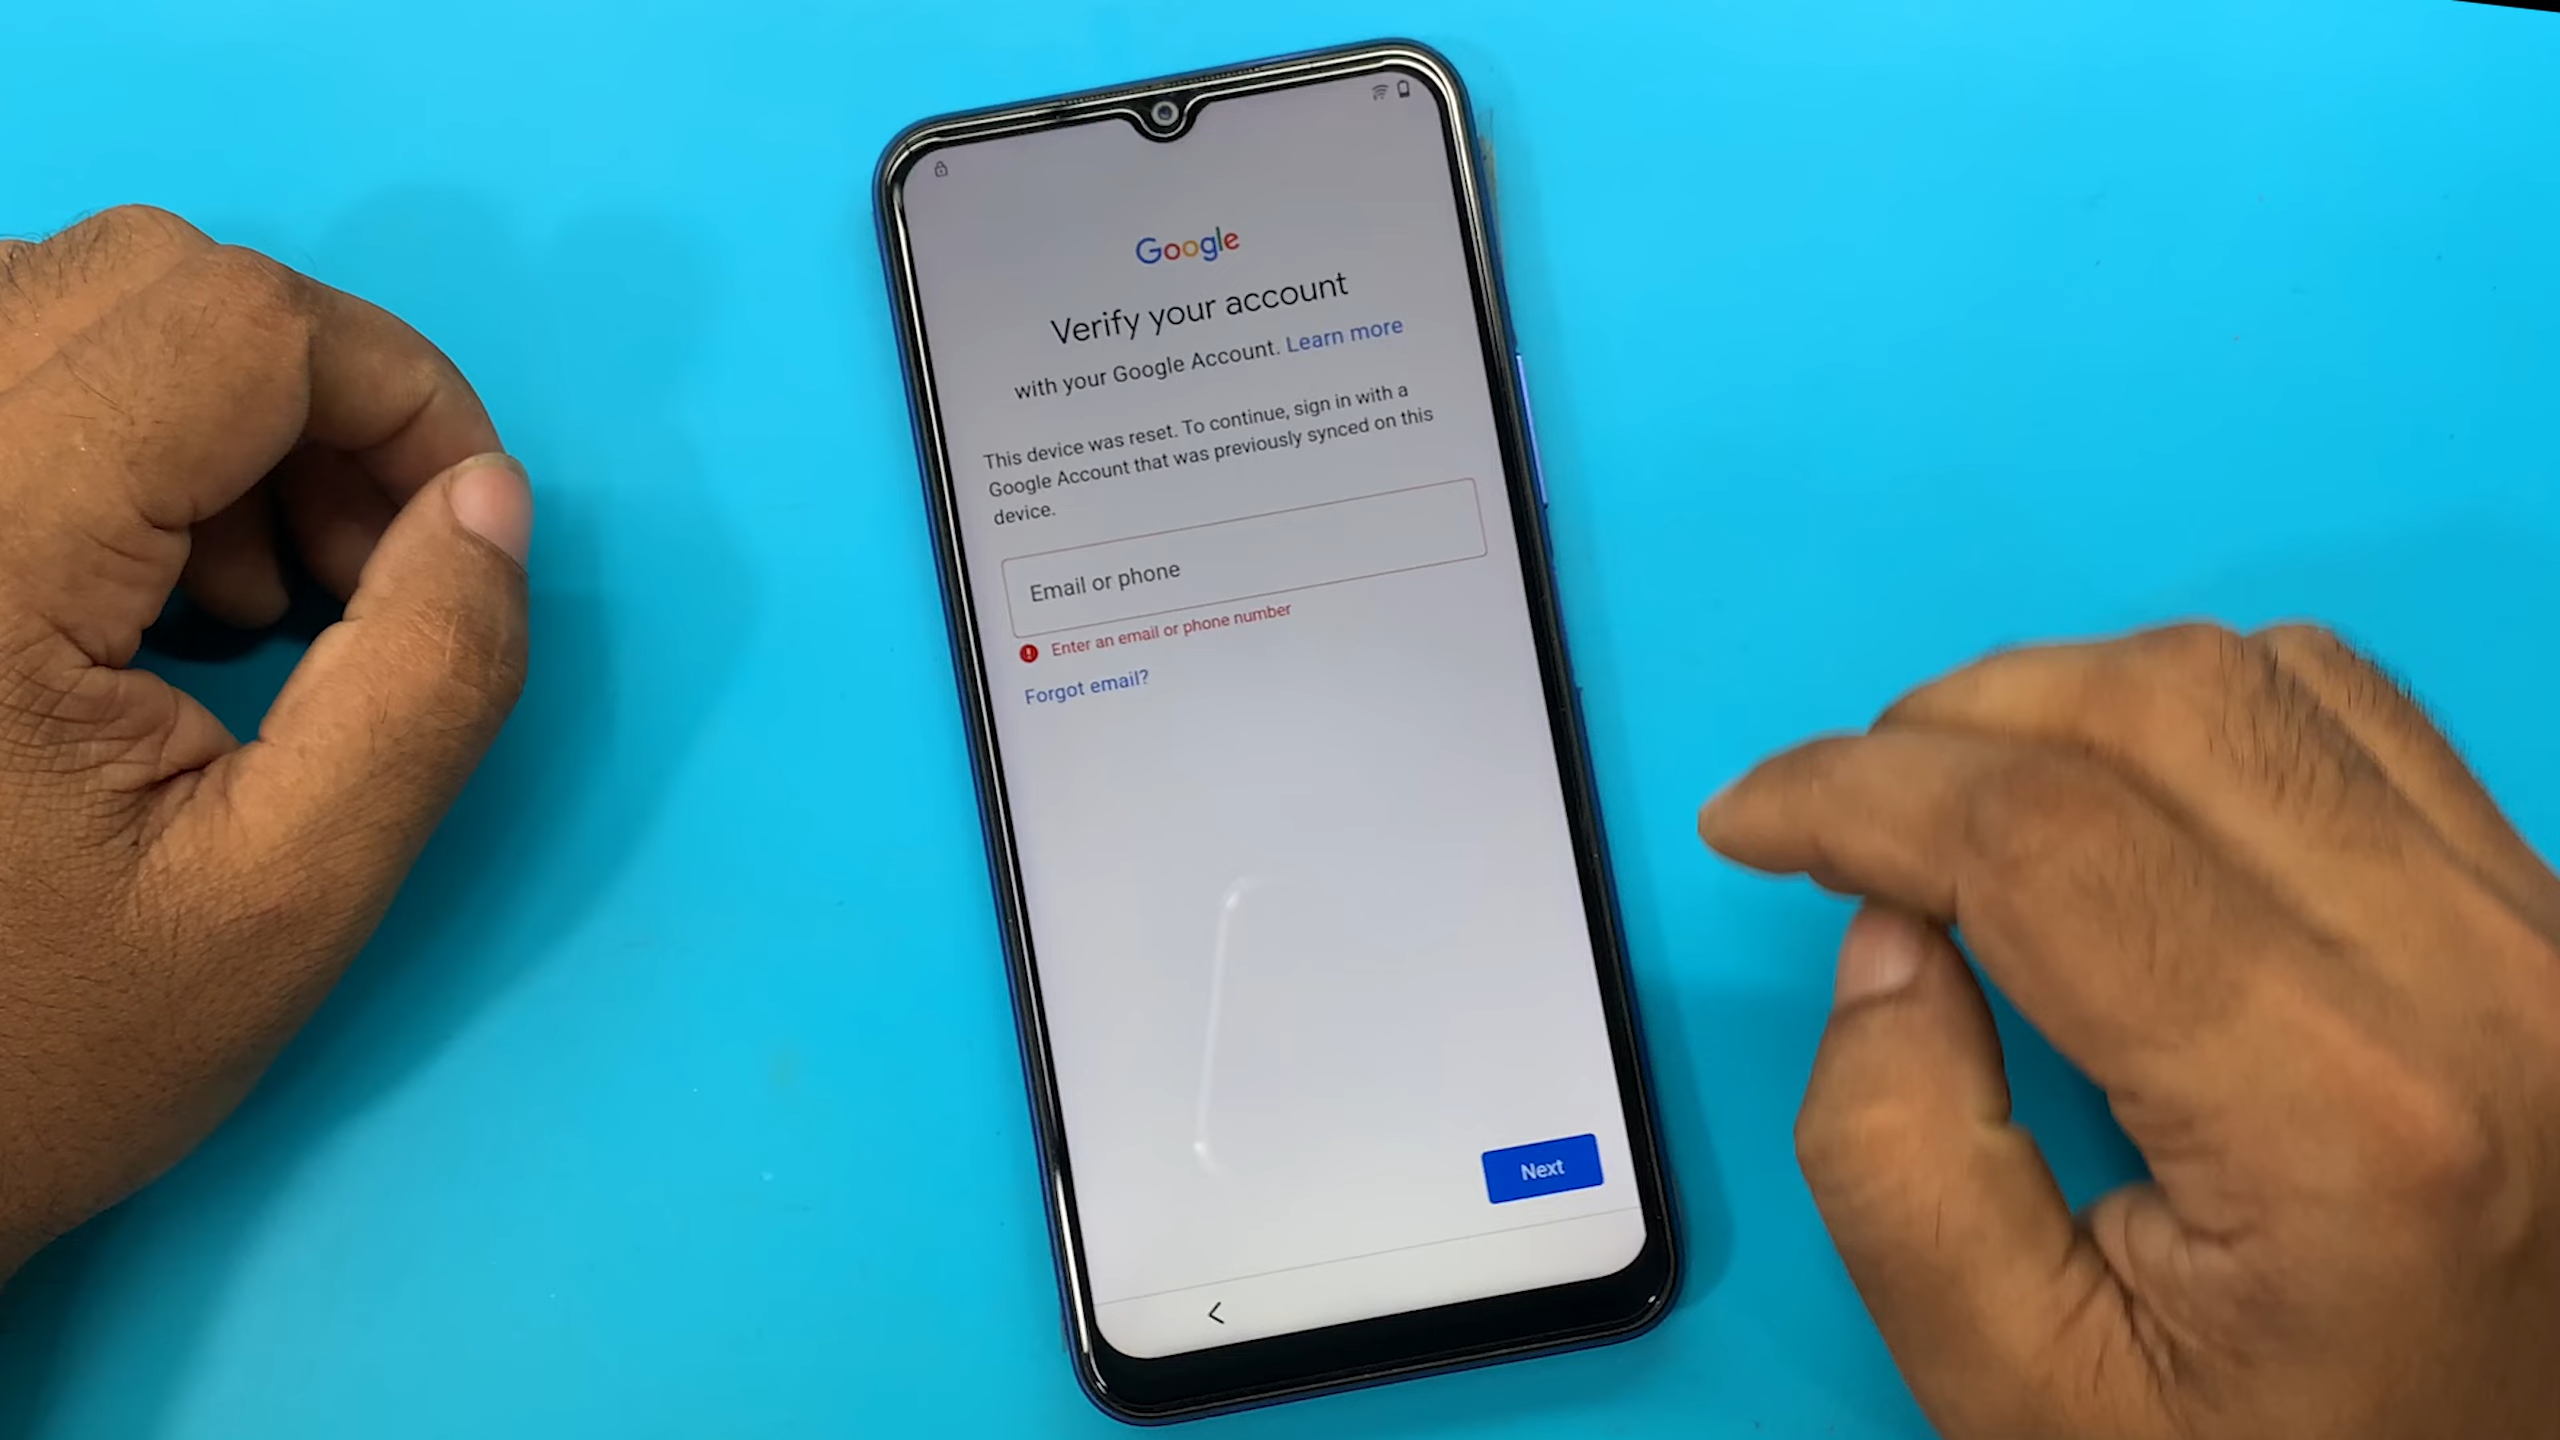 Google
Verify your account
with your Google Account. Learn more
This device was reset. To continue, sign in with a
Google Account that was previously synced on this
device.
Email or phone
Enter an email or phone number
Forgot email?
Next